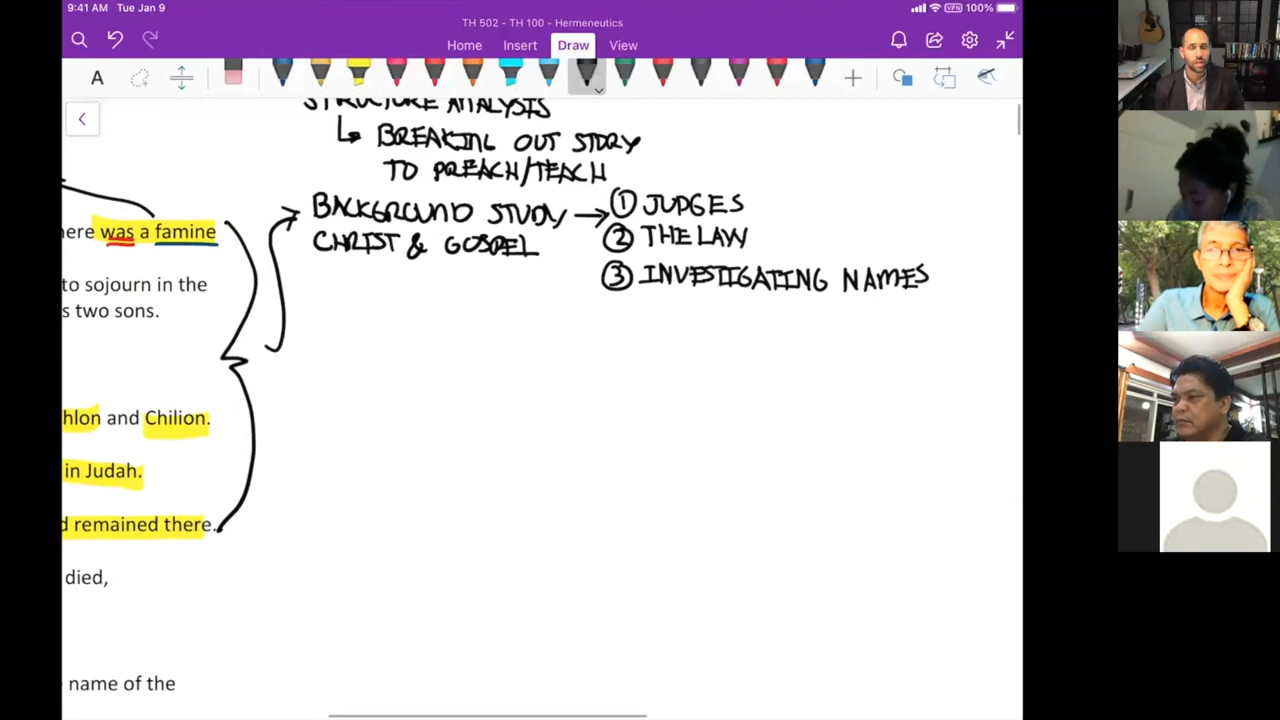 9:41 AM Tue Jan 9
VPN 100%
TH 502 - TH 100 - Hermeneutics
Home Insert Draw View
A
STRUCTURE ANALYSIS
BREAKING OUT STORY
TO PREACH/TEACH
BACKGROUND STUDY → ① JUDGES
CHRIST & GOSPEL ② THE LAW
③ INVESTIGATING NAMES
here was a famine
to sojourn in the
s two sons.
hlon and Chilion.
in Judah.
d remained there.
died,
name of the